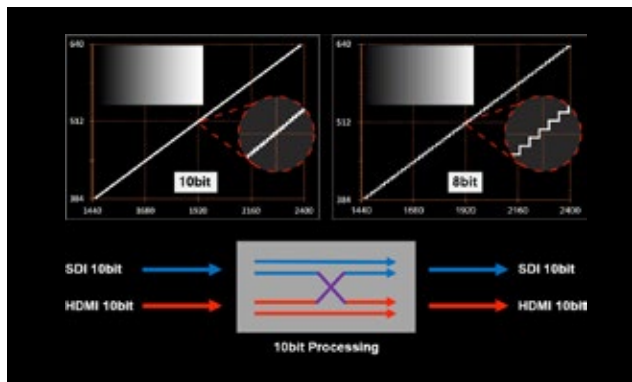 640
512
384
10bit
1440 1680 1920 2160 2400
640
512
384
8bit
1440 1680 1920 2160 2400
SDI 10bit
SDI 10bit
HDMI 10bit
HDMI 10bit
10bit Processing